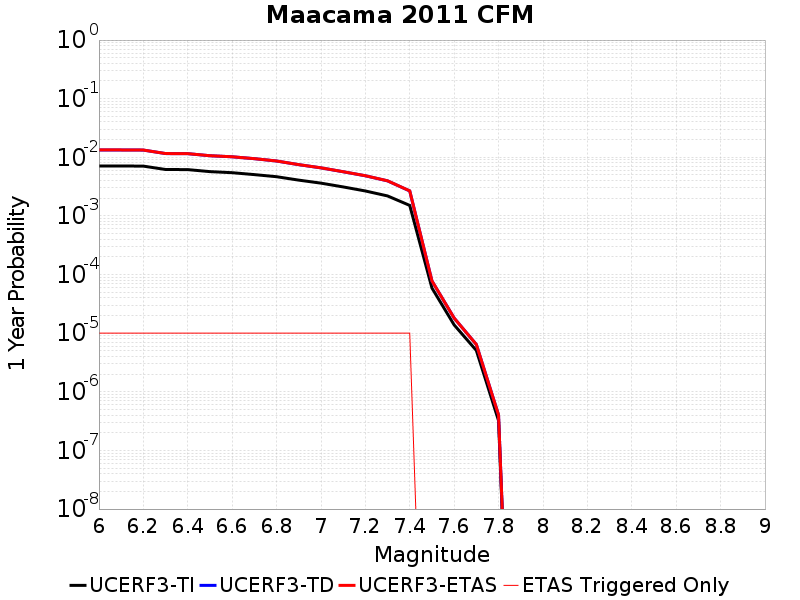 Maacama 2011 CFM
1 Year Probability
10^0
10^-1
10^-2
10^-3
10^-4
10^-5
10^-6
10^-7
10^-8
6 6.2 6.4 6.6 6.8 7 7.2 7.4 7.6 7.8 8 8.2 8.4 8.6 8.8 9
Magnitude
UCERF3-TI UCERF3-TD UCERF3-ETAS ETAS Triggered Only